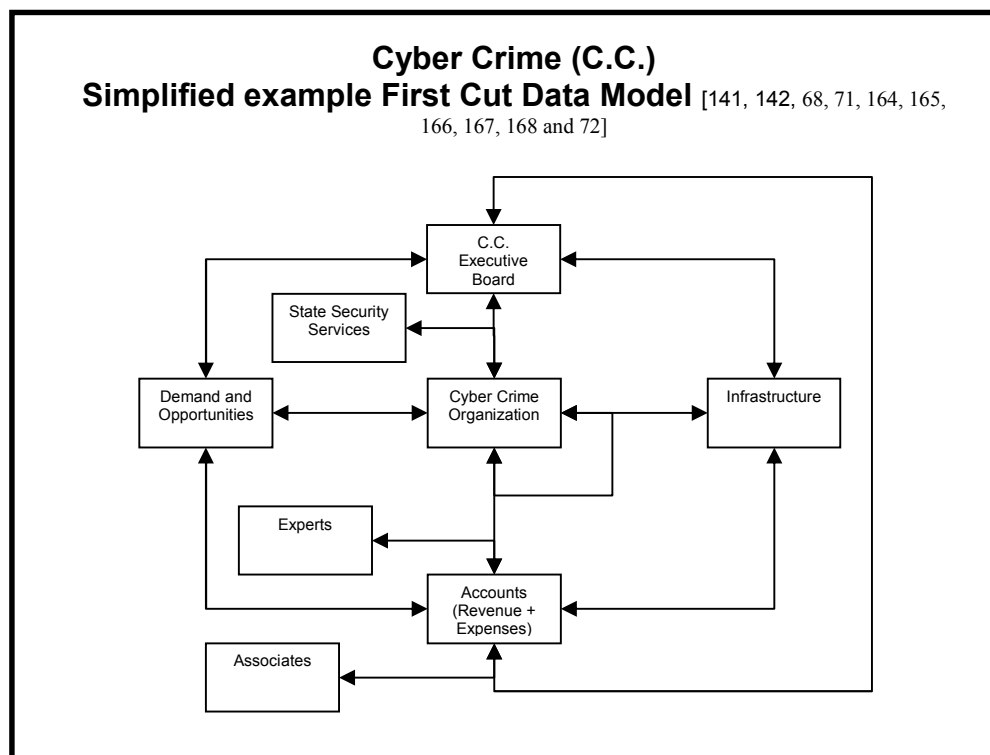 Cyber Crime (C.C.)
Simplified example First Cut Data Model [141, 142, 68, 71, 164, 165,
166, 167, 168 and 72]
C.C.
Executive
Board
State Security
Services
Demand and
Opportunities
Cyber Crime
Organization
Infrastructure
Experts
Accounts
(Revenue +
Expenses)
Associates